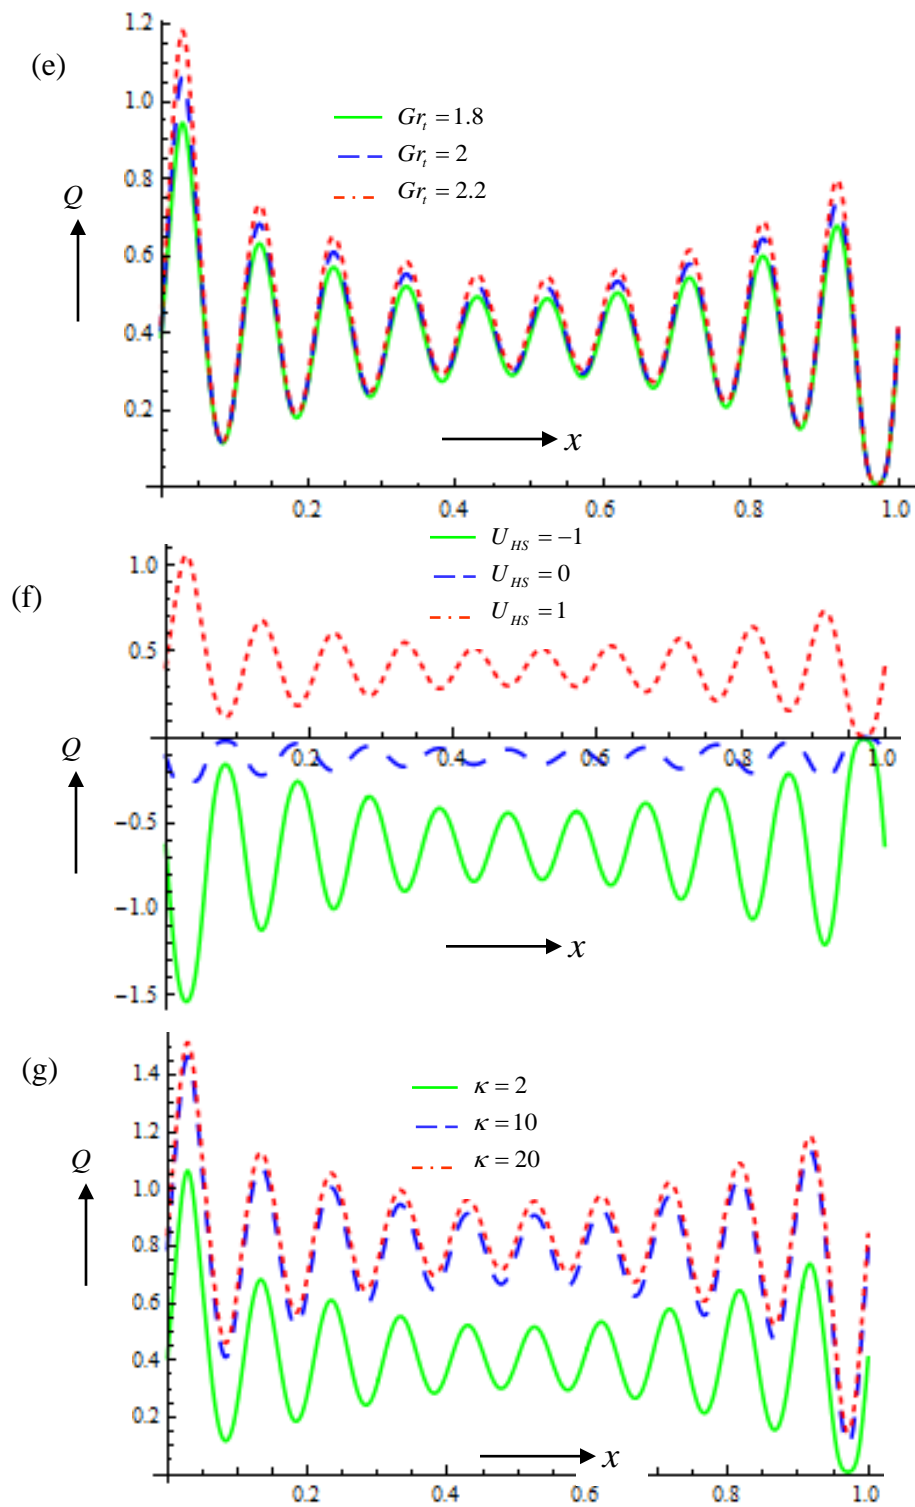 (e)
1.2
1.0
0.8
0.6
0.4
0.2
Q
Gr_t = 1.8
Gr_t = 2
Gr_t = 2.2
x
0.2 0.4 0.6 0.8 1.0
(f)
1.0
0.5
-0.5
-1.0
-1.5
Q
U_HS = -1
U_HS = 0
U_HS = 1
0.2 0.4 0.6 0.8 1.0
x
(g)
1.4
1.2
1.0
0.8
0.6
0.4
0.2
Q
κ = 2
κ = 10
κ = 20
x
0.2 0.4 0.6 0.8 1.0